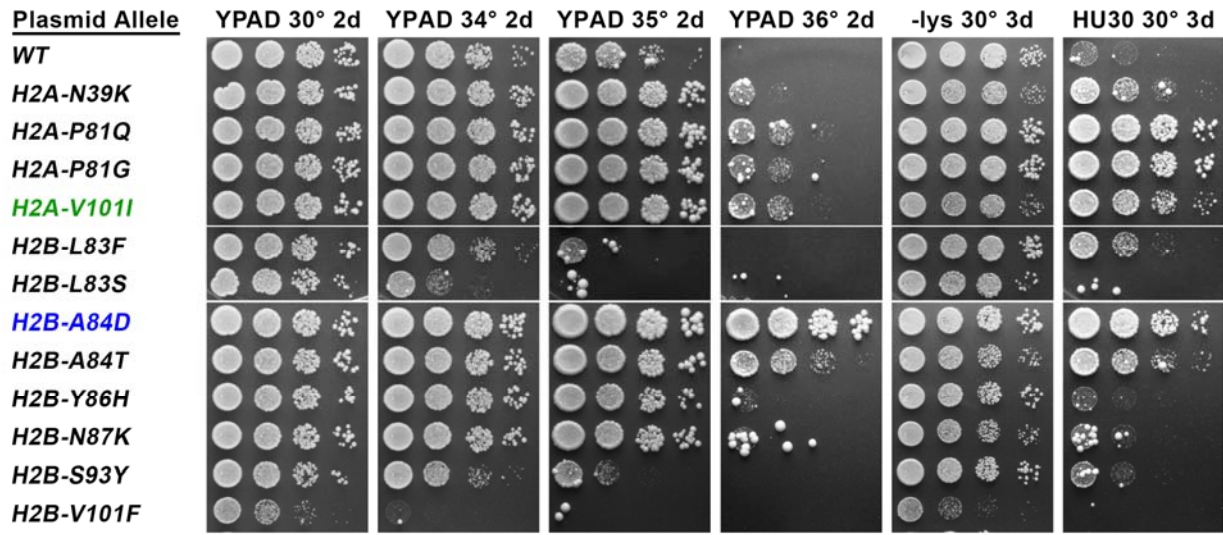 Plasmid Allele YPAD 30° 2d YPAD 34° 2d YPAD 35° 2d YPAD 36° 2d -lys 30° 3d HU30 30° 3d
WT
H2A-N39K
H2A-P81Q
H2A-P81G
H2A-V101I
H2B-L83F
H2B-L83S
H2B-A84D
H2B-A84T
H2B-Y86H
H2B-N87K
H2B-S93Y
H2B-V101F